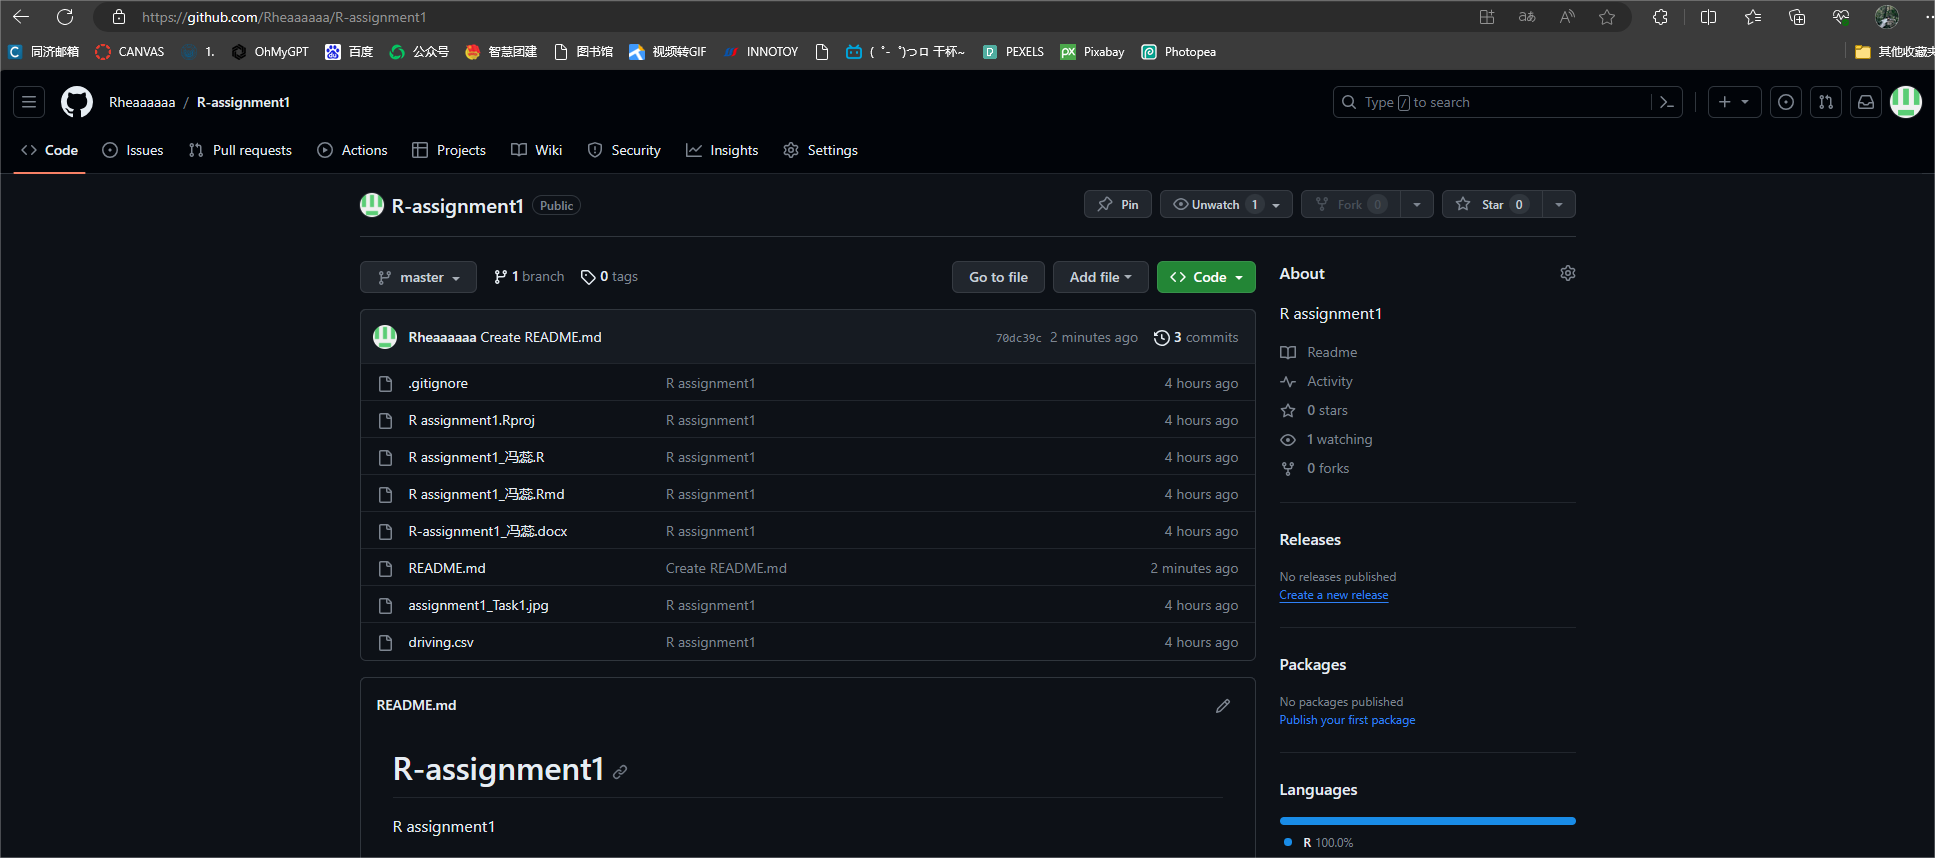 https://github.com/Rheaaaaaa/R-assignment1
同济邮箱 CANVAS 1. OhMyGPT 百度 公众号 智慧团建 图书馆 视频转GIF INNOTOY ( ゜- ゜)つロ 干杯~ PEXELS Pixabay Photopea 其他收藏夹
Rheaaaaaa / R-assignment1 Type / to search
Code Issues Pull requests Actions Projects Wiki Security Insights Settings
R-assignment1 Public Pin Unwatch 1 Fork 0 Star 0
master 1 branch 0 tags Go to file Add file Code
About
R assignment1
Rheaaaaaa Create README.md 70dc39c 2 minutes ago 3 commits
.gitignore R assignment1 4 hours ago
R assignment1.Rproj R assignment1 4 hours ago
R assignment1_冯蕊.R R assignment1 4 hours ago
R assignment1_冯蕊.Rmd R assignment1 4 hours ago
R-assignment1_冯蕊.docx R assignment1 4 hours ago
README.md Create README.md 2 minutes ago
assignment1_Task1.jpg R assignment1 4 hours ago
driving.csv R assignment1 4 hours ago
Readme
Activity
0 stars
1 watching
0 forks
Releases
No releases published
Create a new release
Packages
No packages published
Publish your first package
Languages
R 100.0%
README.md
R-assignment1
R assignment1